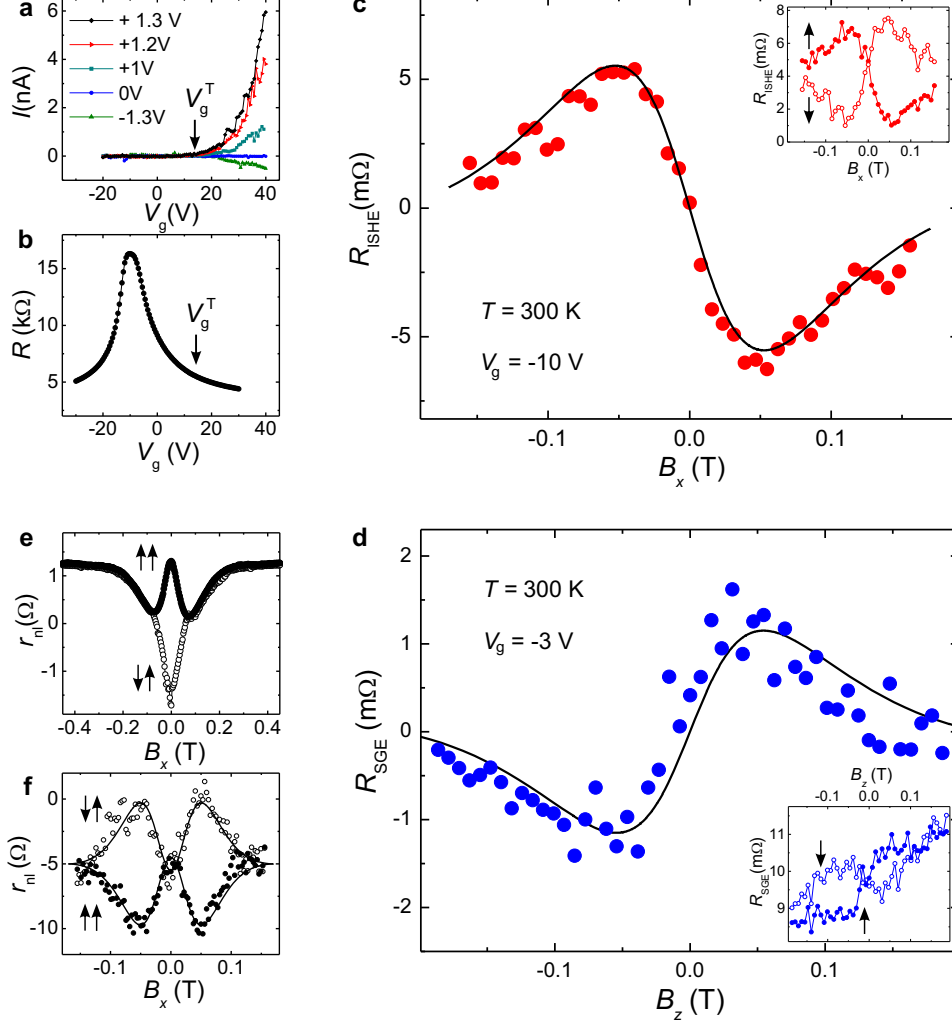 a
+ 1.3 V
+1.2V
+1V
0V
-1.3V
V_g^T
I(nA)
6
4
2
0
-20 0 20 40
V_g (V)
b
V_g^T
R (kΩ)
15
10
5
-20 0 20 40
V_g (V)
c
R_ISHE (mΩ)
5
0
-5
T = 300 K
V_g = -10 V
-0.1 0.0 0.1
B_x (T)
R_ISHE (mΩ)
8
6
4
2
0
-0.1 0.0 0.1
B_x (T)
e
r_nl (Ω)
1
0
-1
-0.4 -0.2 0.0 0.2 0.4
B_x (T)
f
r_nl (Ω)
0
-5
-10
-0.1 0.0 0.1
B_x (T)
d
R_SGE (mΩ)
2
1
0
-1
-2
T = 300 K
V_g = -3 V
-0.1 0.0 0.1
B_z (T)
B_z (T)
-0.1 0.0 0.1
R_SGE (mΩ)
11
10
9